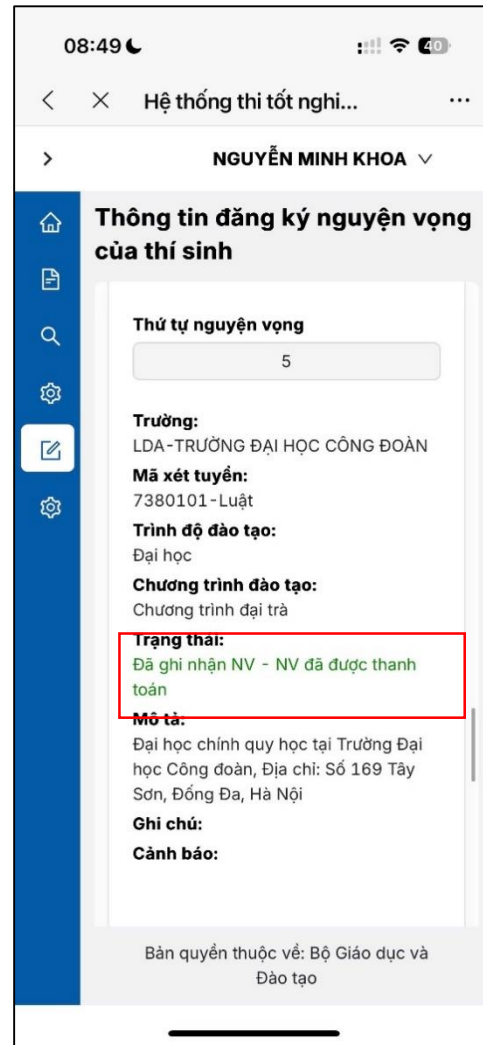 08:49
40
Hệ thống thi tốt nghi...
NGUYỄN MINH KHOA
Thông tin đăng ký nguyện vọng
của thí sinh
Thứ tự nguyện vọng
5
Trường:
LDA-TRƯỜNG ĐẠI HỌC CÔNG ĐOÀN
Mã xét tuyển:
7380101-Luật
Trình độ đào tạo:
Đại học
Chương trình đào tạo:
Chương trình đại trà
Trạng thái:
Đã ghi nhận NV - NV đã được thanh
toán
Mô tả:
Đại học chính quy học tại Trường Đại
học Công đoàn, Địa chỉ: Số 169 Tây
Sơn, Đống Đa, Hà Nội
Ghi chú:
Cảnh báo:
Bản quyền thuộc về: Bộ Giáo dục và
Đào tạo